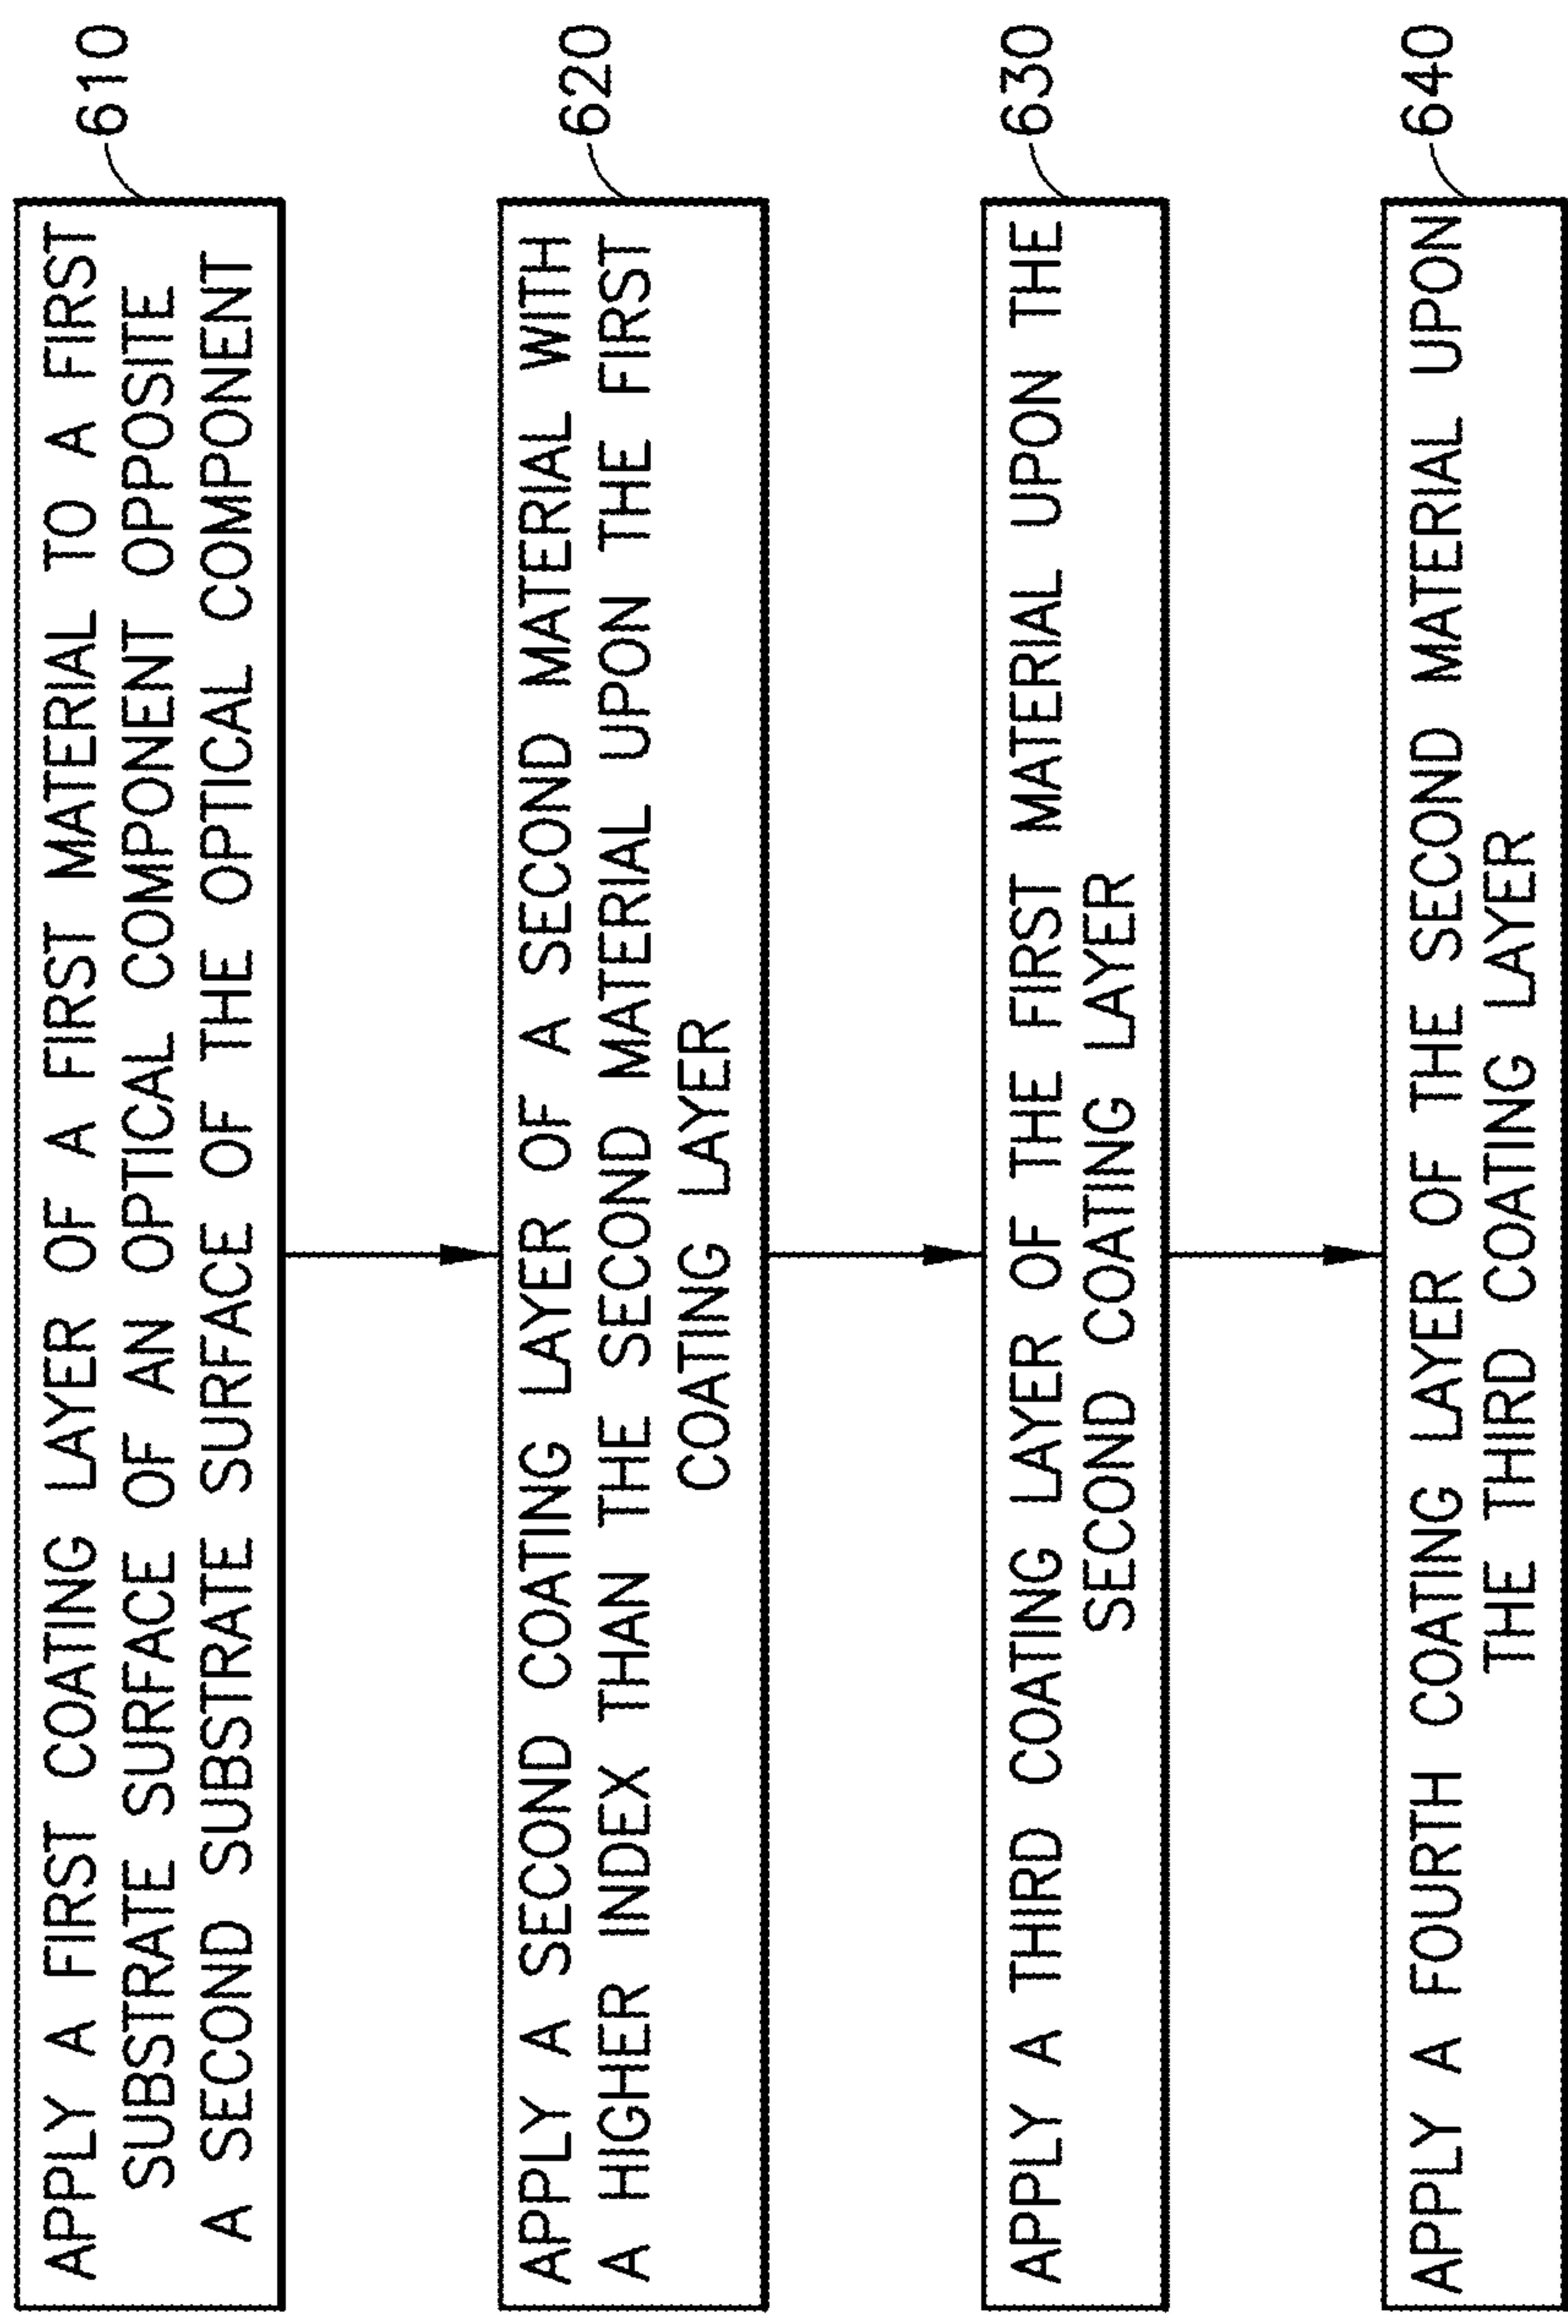 APPLY A FIRST COATING LAYER OF A FIRST MATERIAL TO A FIRST
SUBSTRATE SURFACE OF AN OPTICAL COMPONENT OPPOSITE
A SECOND SUBSTRATE SURFACE OF THE OPTICAL COMPONENT
610
APPLY A SECOND COATING LAYER OF A SECOND MATERIAL WITH
A HIGHER INDEX THAN THE SECOND MATERIAL UPON THE FIRST
COATING LAYER
620
APPLY A THIRD COATING LAYER OF THE FIRST MATERIAL UPON THE
SECOND COATING LAYER
630
APPLY A FOURTH COATING LAYER OF THE SECOND MATERIAL UPON
THE THIRD COATING LAYER
640